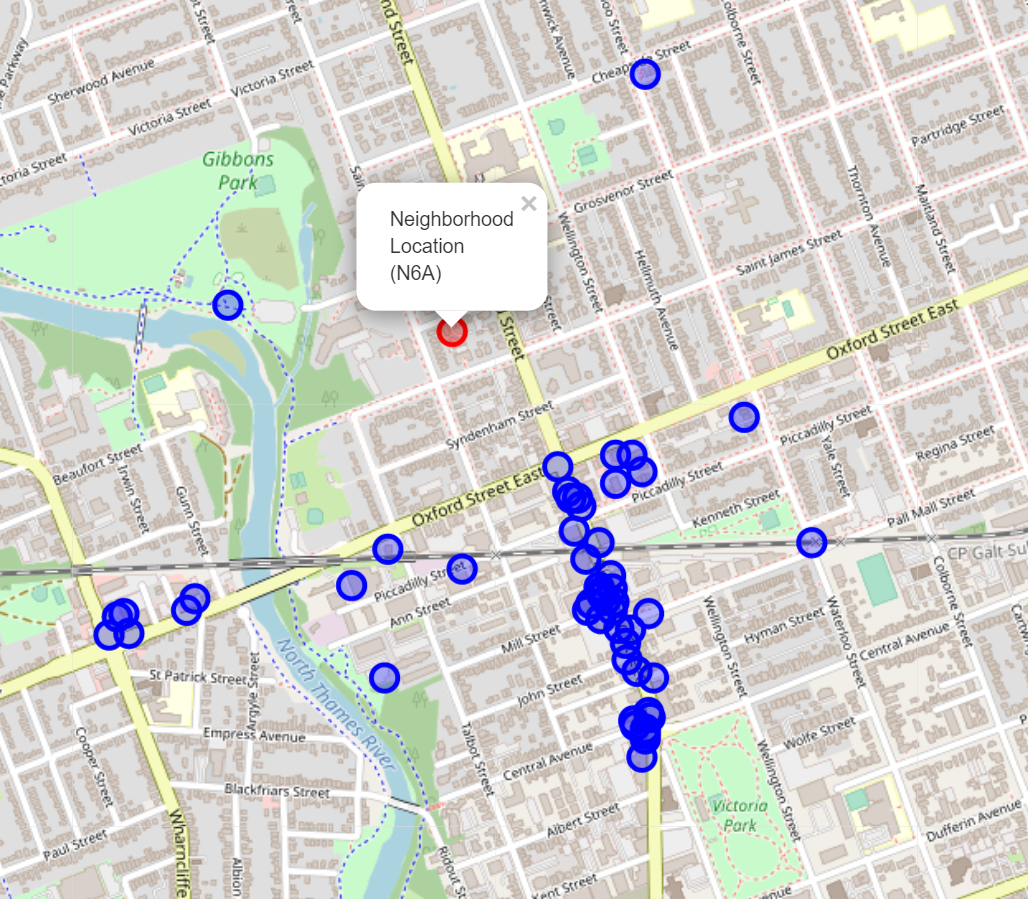 Cheapside Street
Sherwood Avenue
Victoria Street
Victoria Street
Partridge Street
Gibbons
Park
Grosvenor Street
Thornton Avenue
Maitland Street
Neighborhood
Location
(N6A)
×
Wellington Street
Hellmuth Avenue
Saint James Street
Oxford Street East
Syndenham Street
Piccadilly Street
Yale Street
Regina Street
Beaufort Street
Irwin Street
Gunn Street
Oxford Street East
Piccadilly Street
Kenneth Street
Pall Mall Street
CP Galt Su
Colborne Street
Piccadilly Street
Ann Street
Mill Street
Wellington Street
Hyman Street
Waterloo Street
Central Avenue
North Thames River
St Patrick Street
Argyle Street
John Street
Empress Avenue
Cooper Street
Talbot Street
Central Avenue
Wolfe Street
Wellington Street
Blackfriars Street
Victoria
Park
Albert Street
Dufferin Avenue
Paul Street
Wharncliffe
Albion
Ridout St
Kent Street